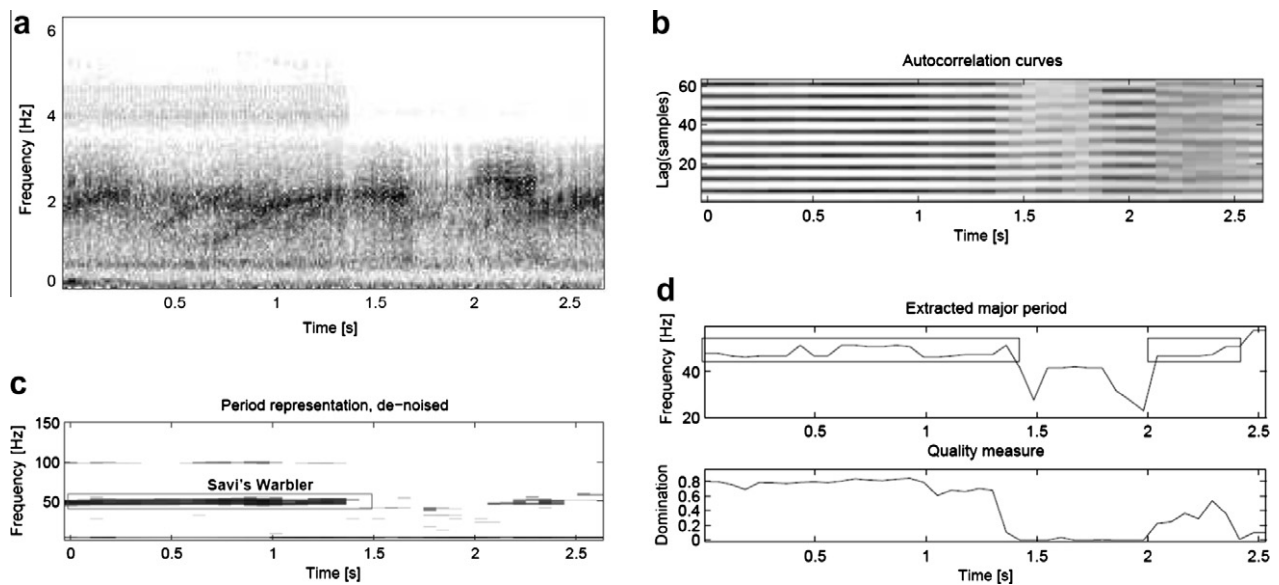 a
6
4
2
0
Frequency [Hz]
0.5 1 1.5 2 2.5
Time [s]
b
Autocorrelation curves
60
40
20
Lag(samples)
0 0.5 1 1.5 2 2.5
Time [s]
c
Period representation, de-noised
150
100
50
Frequency [Hz]
Savi's Warbler
0 0.5 1 1.5 2 2.5
Time [s]
d
Extracted major period
40
20
Frequency [Hz]
0.5 1 1.5 2 2.5
Quality measure
0.8
0.6
0.4
0.2
0
Domination
0.5 1 1.5 2 2.5
Time [s]